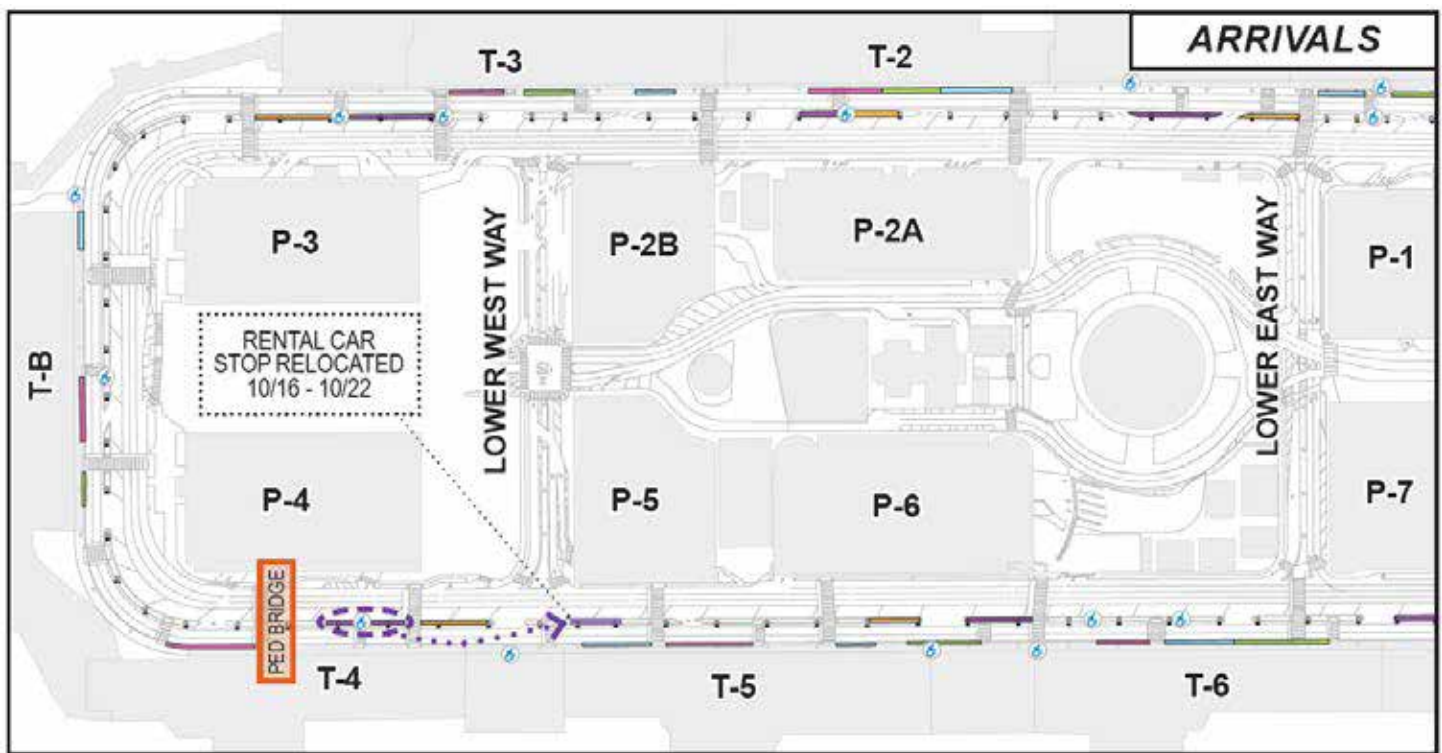 ARRIVALS
T-3
T-2
P-3
P-2B
P-2A
P-1
LOWER WEST WAY
LOWER EAST WAY
RENTAL CAR
STOP RELOCATED
10/16 - 10/22
T-B
P-4
P-5
P-6
P-7
PED BRIDGE
T-4
T-5
T-6